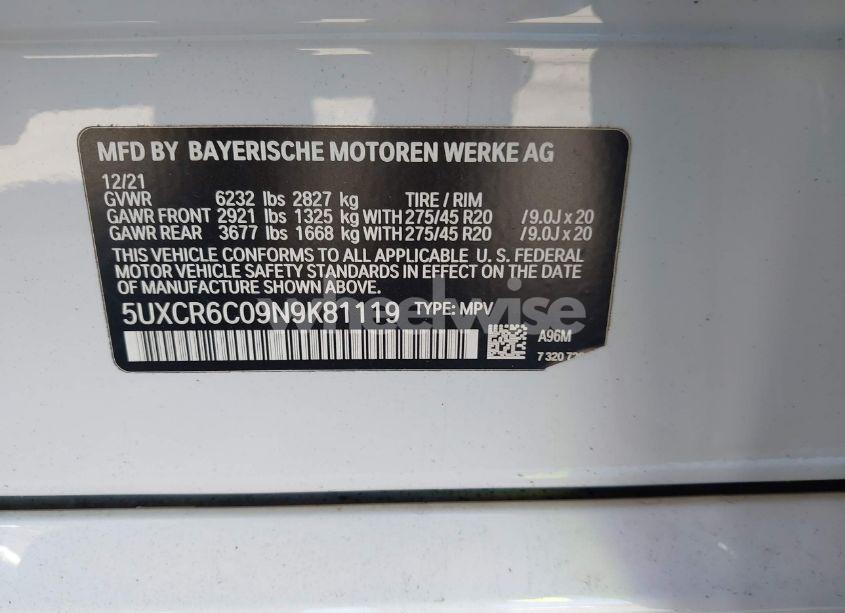 MFD BY BAYERISCHE MOTOREN WERKE AG
12/21
GVWR 6232 lbs 2827 kg TIRE / RIM
GAWR FRONT 2921 lbs 1325 kg WITH 275/45 R20 / 9.0J x 20
GAWR REAR 3677 lbs 1668 kg WITH 275/45 R20 / 9.0J x 20
THIS VEHICLE CONFORMS TO ALL APPLICABLE U. S. FEDERAL
MOTOR VEHICLE SAFETY STANDARDS IN EFFECT ON THE DATE
OF MANUFACTURE SHOWN ABOVE.
5UXCR6C09N9K81119 TYPE: MPV
wheelwise
A96M
7 320